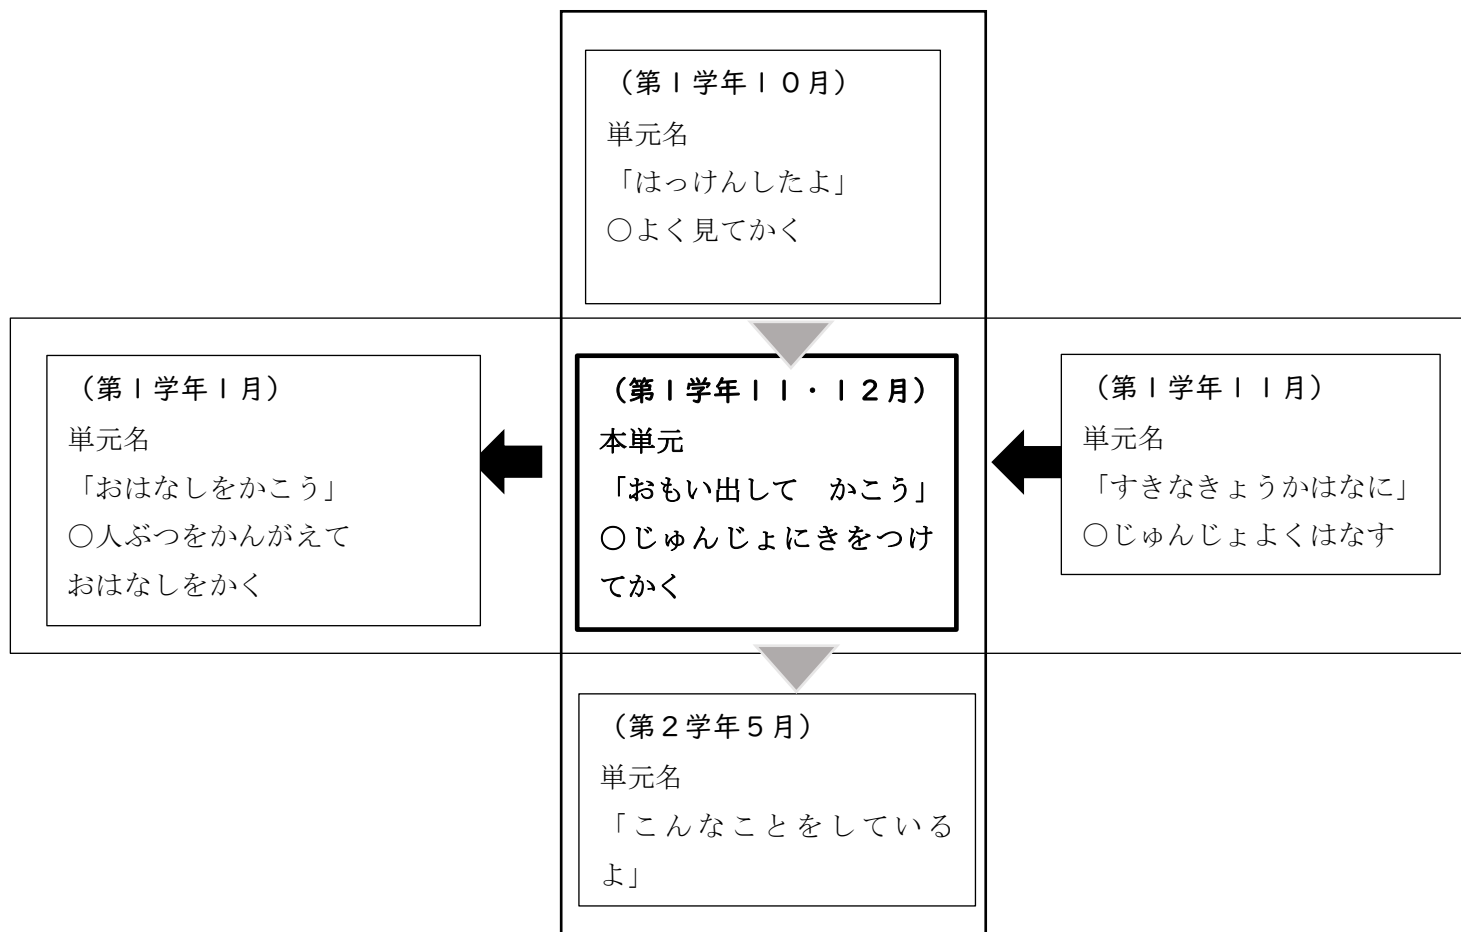 （第１学年１０月）
単元名
「はっけんしたよ」
○よく見てかく
（第１学年１月）
単元名
「おはなしをかこう」
○人ぶつをかんがえて
おはなしをかく
（第１学年１１・１２月）
本単元
「おもい出して　かこう」
○じゅんじょにきをつけ
てかく
（第１学年１１月）
単元名
「すきなきょうかはなに」
○じゅんじょよくはなす
（第２学年５月）
単元名
「こんなことをしている
よ」